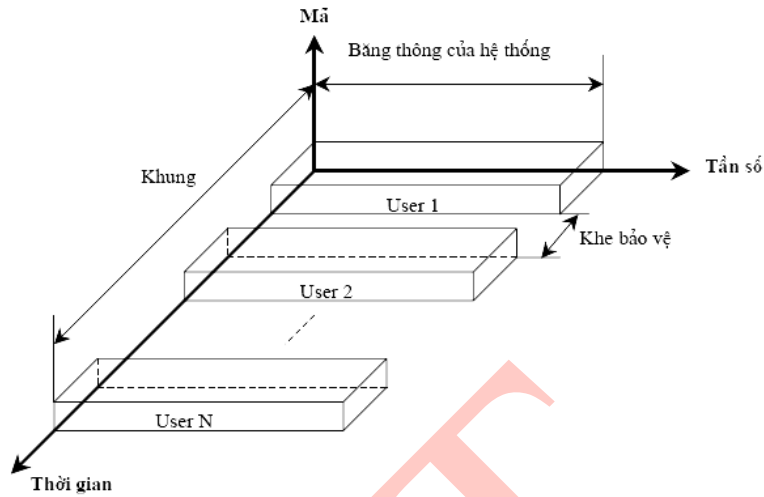 Mã
Băng thông của hệ thống
Tần số
Khung
User 1
Khe bảo vệ
User 2
User N
Thời gian